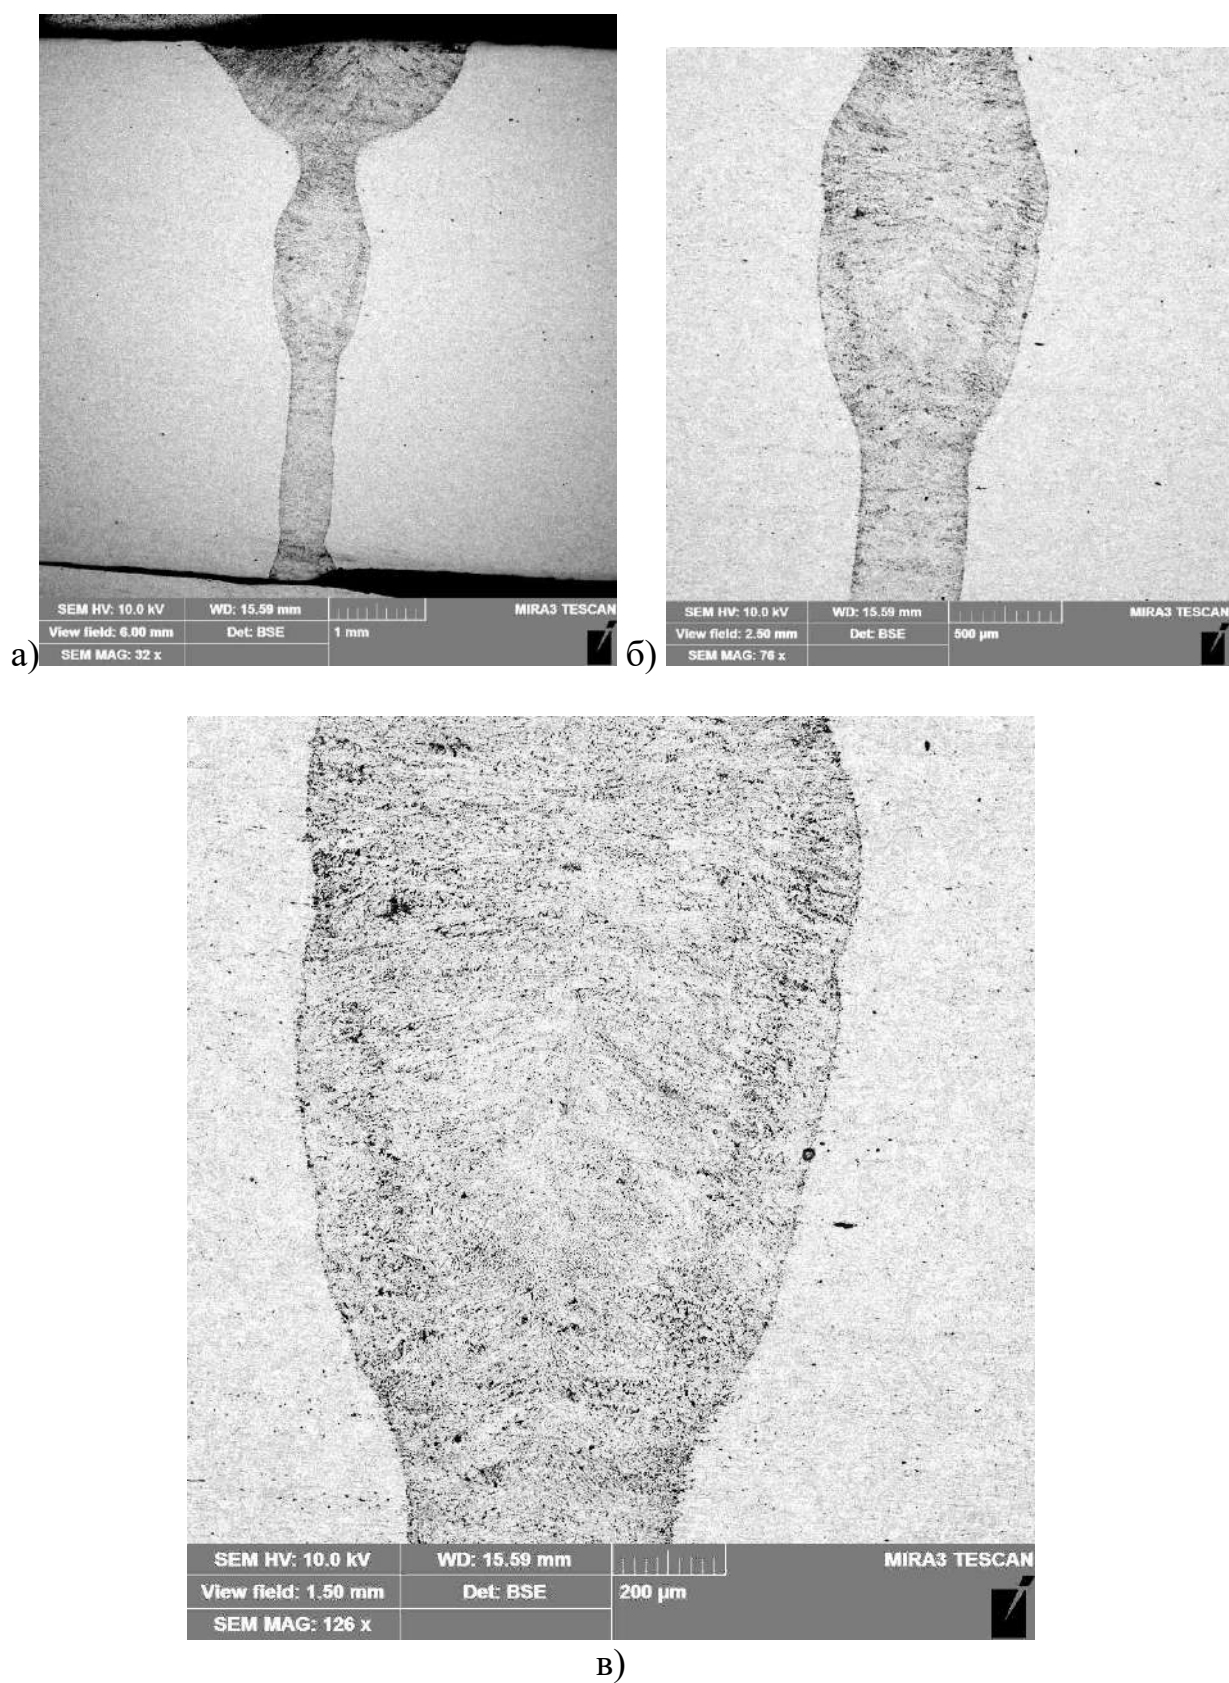 SEM HV: 10.0 kV WD: 15.59 mm MIRA3 TESCAN
View field: 6.00 mm Det: BSE 1 mm
SEM MAG: 32 x
а)
SEM HV: 10.0 kV WD: 15.59 mm MIRA3 TESCAN
View field: 2.50 mm Det: BSE 500 µm
SEM MAG: 76 x
б)
SEM HV: 10.0 kV WD: 15.59 mm MIRA3 TESCAN
View field: 1.50 mm Det: BSE 200 µm
SEM MAG: 126 x
в)